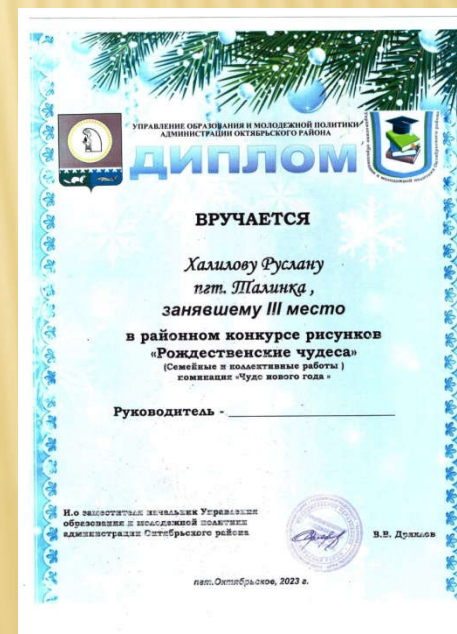 УПРАВЛЕНИЕ ОБРАЗОВАНИЯ И МОЛОДЕЖНОЙ ПОЛИТИКИ
АДМИНИСТРАЦИИ ОКТЯБРЬСКОГО РАЙОНА
ДИПЛОМ
ВРУЧАЕТСЯ
Халилову Руслану
пгт. Талинка ,
занявшему III место
в районном конкурсе рисунков
«Рождественские чудеса»
(Семейные и коллективные работы )
номинация «Чудо нового года »
Руководитель - _______________
И.о заместителя начальник Управления
образования и молодежной политики
администрации Октябрьского района
В.В.
пгт.Октябрьское, 2023 г.